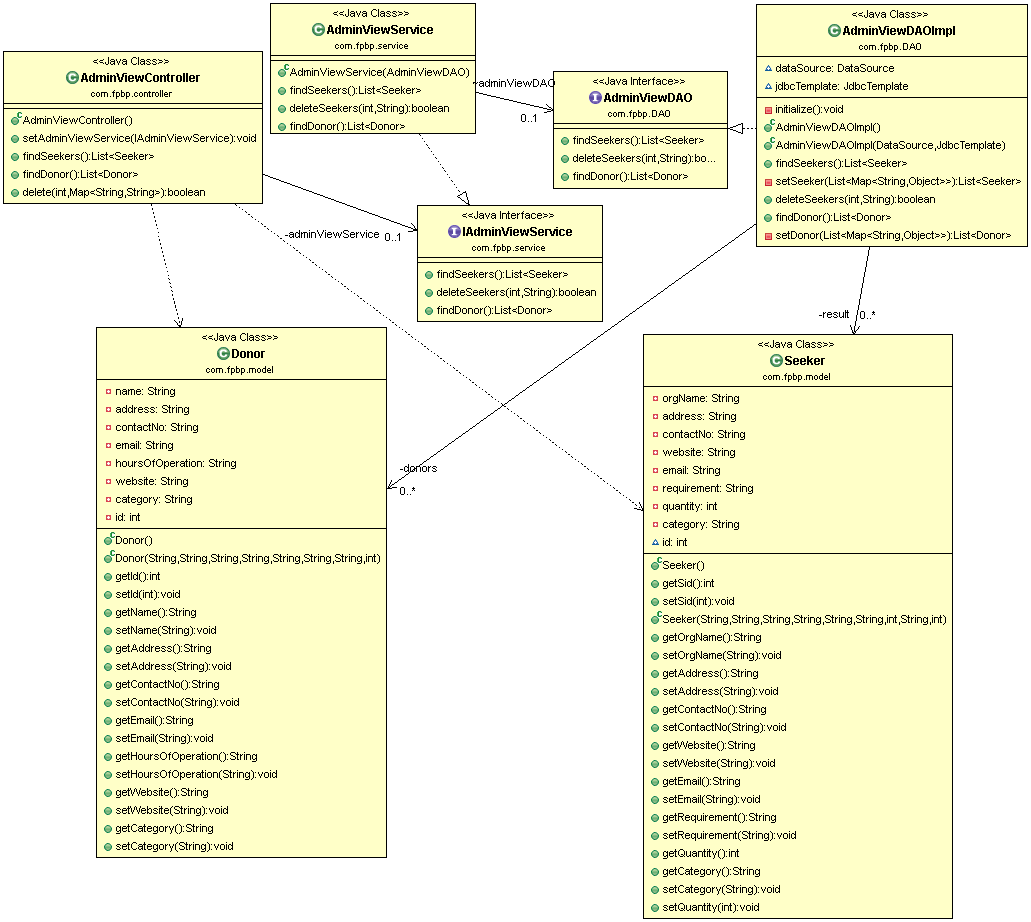 <<Java Class>>
AdminViewController
com.fpbp.controller
AdminViewController()
setAdminViewService(IAdminViewService):void
findSeekers():List<Seeker>
findDonor():List<Donor>
delete(int,Map<String,String>):boolean
<<Java Class>>
AdminViewService
com.fpbp.service
AdminViewService(AdminViewDAO)
findSeekers():List<Seeker>
deleteSeekers(int,String):boolean
findDonor():List<Donor>
~adminViewDAO
0..1
<<Java Interface>>
AdminViewDAO
com.fpbp.DAO
findSeekers():List<Seeker>
deleteSeekers(int,String):bo...
findDonor():List<Donor>
<<Java Class>>
AdminViewDAOImpl
com.fpbp.DAO
dataSource: DataSource
jdbcTemplate: JdbcTemplate
initialize():void
AdminViewDAOImpl()
AdminViewDAOImpl(DataSource,JdbcTemplate)
findSeekers():List<Seeker>
setSeeker(List<Map<String,Object>>):List<Seeker>
deleteSeekers(int,String):boolean
findDonor():List<Donor>
setDonor(List<Map<String,Object>>):List<Donor>
-adminViewService
0..1
<<Java Interface>>
IAdminViewService
com.fpbp.service
findSeekers():List<Seeker>
deleteSeekers(int,String):boolean
findDonor():List<Donor>
-result
0..*
-donors
0..*
<<Java Class>>
Donor
com.fpbp.model
name: String
address: String
contactNo: String
email: String
hoursOfOperation: String
website: String
category: String
id: int
Donor()
Donor(String,String,String,String,String,String,String,int)
getId():int
setId(int):void
getName():String
setName(String):void
getAddress():String
setAddress(String):void
getContactNo():String
setContactNo(String):void
getEmail():String
setEmail(String):void
getHoursOfOperation():String
setHoursOfOperation(String):void
getWebsite():String
setWebsite(String):void
getCategory():String
setCategory(String):void
<<Java Class>>
Seeker
com.fpbp.model
orgName: String
address: String
contactNo: String
website: String
email: String
requirement: String
quantity: int
category: String
id: int
Seeker()
getSid():int
setSid(int):void
Seeker(String,String,String,String,String,String,int,String,int)
getOrgName():String
setOrgName(String):void
getAddress():String
setAddress(String):void
getContactNo():String
setContactNo(String):void
getWebsite():String
setWebsite(String):void
getEmail():String
setEmail(String):void
getRequirement():String
setRequirement(String):void
getQuantity():int
getCategory():String
setCategory(String):void
setQuantity(int):void